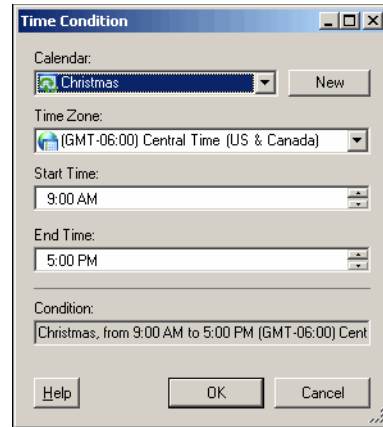 Time Condition
Calendar:
Christmas
New
Time Zone:
(GMT-06:00) Central Time (US & Canada)
Start Time:
9:00 AM
End Time:
5:00 PM
Condition:
Christmas, from 9:00 AM to 5:00 PM (GMT-06:00) Cent
Help
OK
Cancel